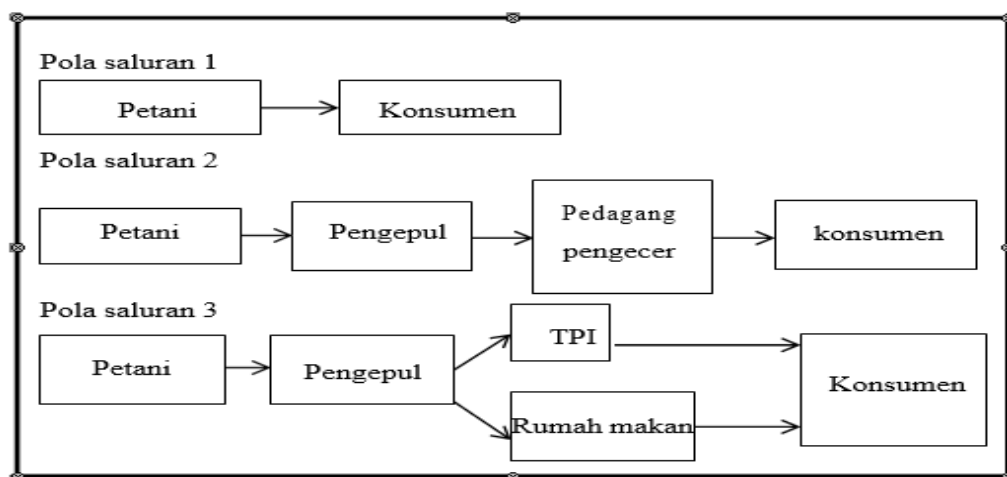 Pola saluran 1
Petani
Konsumen
Pola saluran 2
Petani
Pengepul
Pedagang
pengecer
konsumen
Pola saluran 3
Petani
Pengepul
TPI
Rumah makan
Konsumen